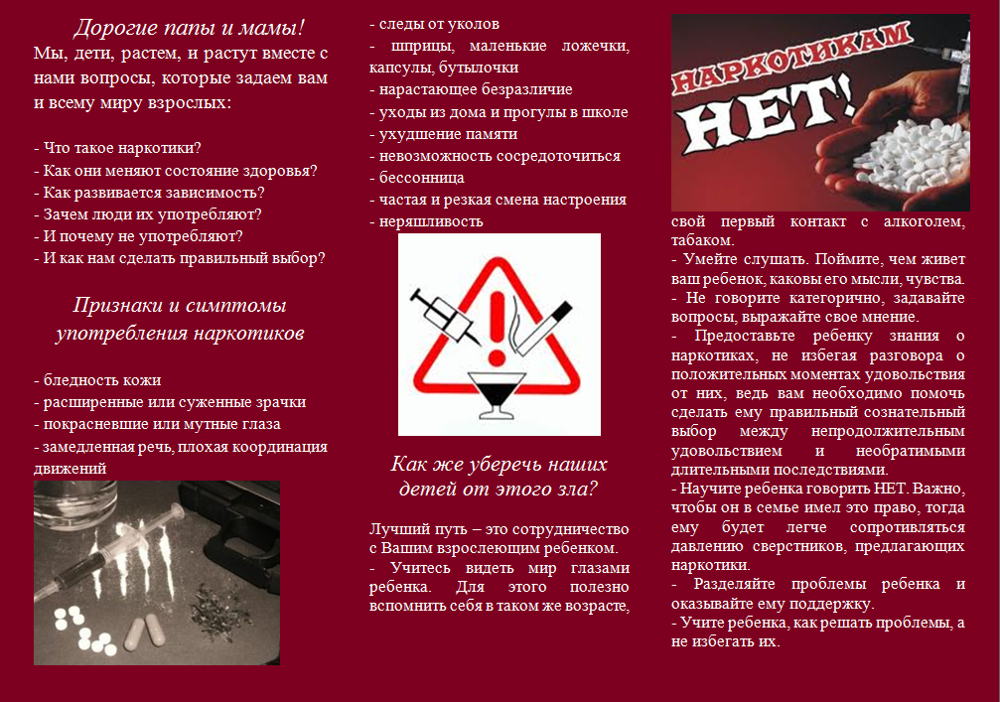 Дорогие папы и мамы!
Мы, дети, растем, и растут вместе с
нами вопросы, которые задаем вам
и всему миру взрослых:
- Что такое наркотики?
- Как они меняют состояние здоровья?
- Как развивается зависимость?
- Зачем люди их употребляют?
- И почему не употребляют?
- И как нам сделать правильный выбор?
Признаки и симптомы
употребления наркотиков
- бледность кожи
- расширенные или суженные зрачки
- покрасневшие или мутные глаза
- замедленная речь, плохая координация
движений
- следы от уколов
- шприцы, маленькие ложечки,
капсулы, бутылочки
- нарастающее безразличие
- уходы из дома и прогулы в школе
- ухудшение памяти
- невозможность сосредоточиться
- бессонница
- частая и резкая смена настроения
- неряшливость
Как же уберечь наших
детей от этого зла?
Лучший путь – это сотрудничество
с Вашим взрослеющим ребенком.
- Учитесь видеть мир глазами
ребенка. Для этого полезно
вспомнить себя в таком же возрасте,
НАРКОТИКАМ
НЕТ!
свой первый контакт с алкоголем,
табаком.
- Умейте слушать. Поймите, чем живет
ваш ребенок, каковы его мысли, чувства.
- Не говорите категорично, задавайте
вопросы, выражайте свое мнение.
- Предоставьте ребенку знания о
наркотиках, не избегая разговора о
положительных моментах удовольствия
от них, ведь вам необходимо помочь
сделать ему правильный сознательный
выбор между непродолжительным
удовольствием и необратимыми
длительными последствиями.
- Научите ребенка говорить НЕТ. Важно,
чтобы он в семье имел это право, тогда
ему будет легче сопротивляться
давлению сверстников, предлагающих
наркотики.
- Разделяйте проблемы ребенка и
оказывайте ему поддержку.
- Учите ребенка, как решать проблемы, а
не избегать их.